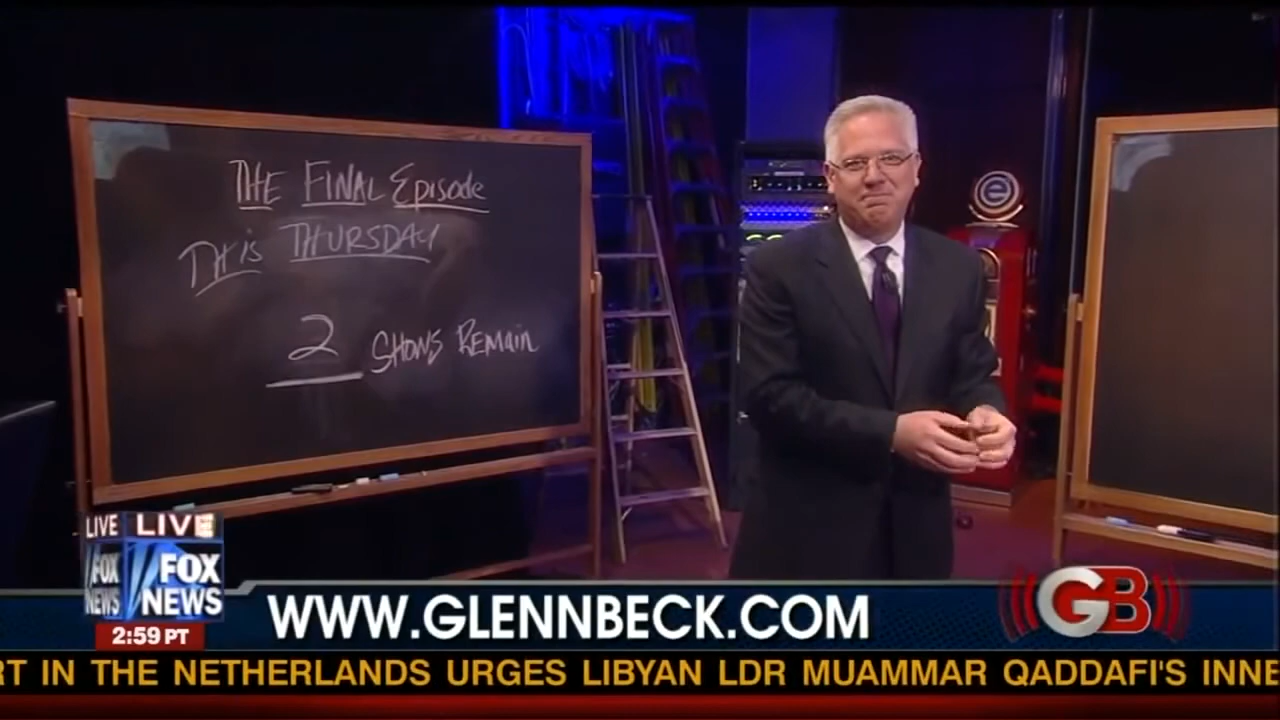 THE FINAL Episode
THis THURSDAY
2 SHOWS REMAin
e
LIVE LIVE
FOX FOX
NEWS NEWS
2:59 PT
WWW.GLENNBECK.COM
GB
RT IN THE NETHERLANDS URGES LIBYAN LDR MUAMMAR QADDAFI'S INNE